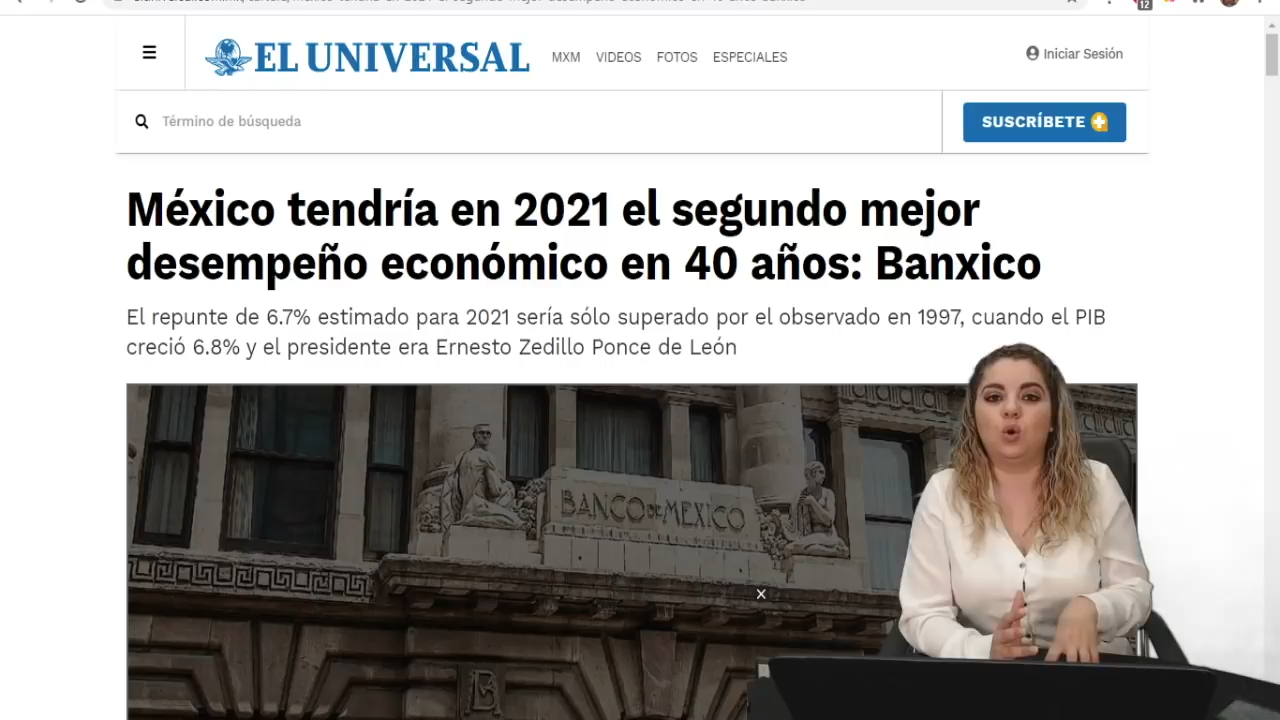 12
EL UNIVERSAL
MXM VIDEOS FOTOS ESPECIALES
Iniciar Sesión
Término de búsqueda
SUSCRÍBETE
México tendría en 2021 el segundo mejor
desempeño económico en 40 años: Banxico
El repunte de 6.7% estimado para 2021 sería sólo superado por el observado en 1997, cuando el PIB
creció 6.8% y el presidente era Ernesto Zedillo Ponce de León
BANCO DE MEXICO